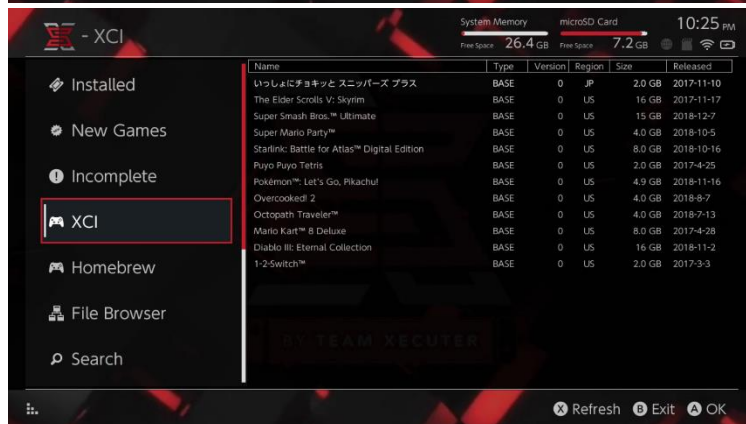 - XCI
System Memory
microSD Card
10:25 PM
Free Space 26.4 GB
Free Space 7.2 GB
Installed
New Games
Incomplete
XCI
Homebrew
File Browser
Search
Name Type Version Region Size Released
いっしょにチョキッと スニッパーズ プラス BASE 0 JP 2.0 GB 2017-11-10
The Elder Scrolls V: Skyrim BASE 0 US 16 GB 2017-11-17
Super Smash Bros.™ Ultimate BASE 0 US 15 GB 2018-12-7
Super Mario Party™ BASE 0 US 4.0 GB 2018-10-5
Starlink: Battle for Atlas™ Digital Edition BASE 0 US 8.0 GB 2018-10-16
Puyo Puyo Tetris BASE 0 US 2.0 GB 2017-4-25
Pokémon™: Let's Go, Pikachu! BASE 0 US 4.9 GB 2018-11-16
Overcooked! 2 BASE 0 US 4.0 GB 2018-8-7
Octopath Traveler™ BASE 0 US 4.0 GB 2018-7-13
Mario Kart™ 8 Deluxe BASE 0 US 8.0 GB 2017-4-28
Diablo III: Eternal Collection BASE 0 US 16 GB 2018-11-2
1-2-Switch™ BASE 0 US 2.0 GB 2017-3-3
BY TEAM XECUTER
X Refresh B Exit A OK